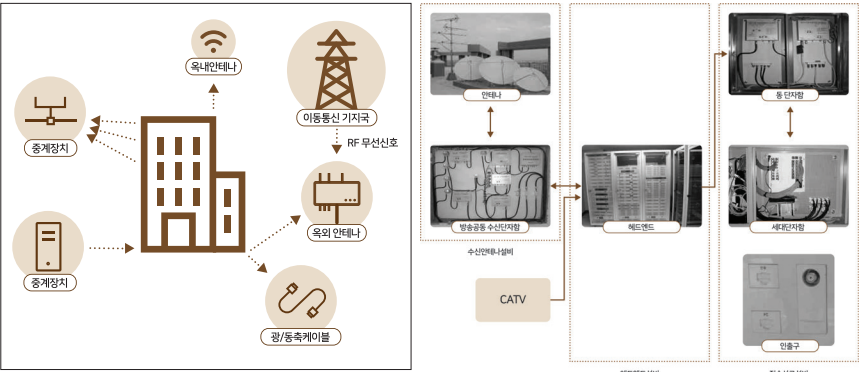 옥내안테나
이동통신 기지국
중계장치
RF 무선신호
옥외 안테나
중계장치
광/동축케이블
안테나
동 단자함
방송공동 수신단자함
헤드엔드
세대단자함
수신안테나설비
CATV
인출구